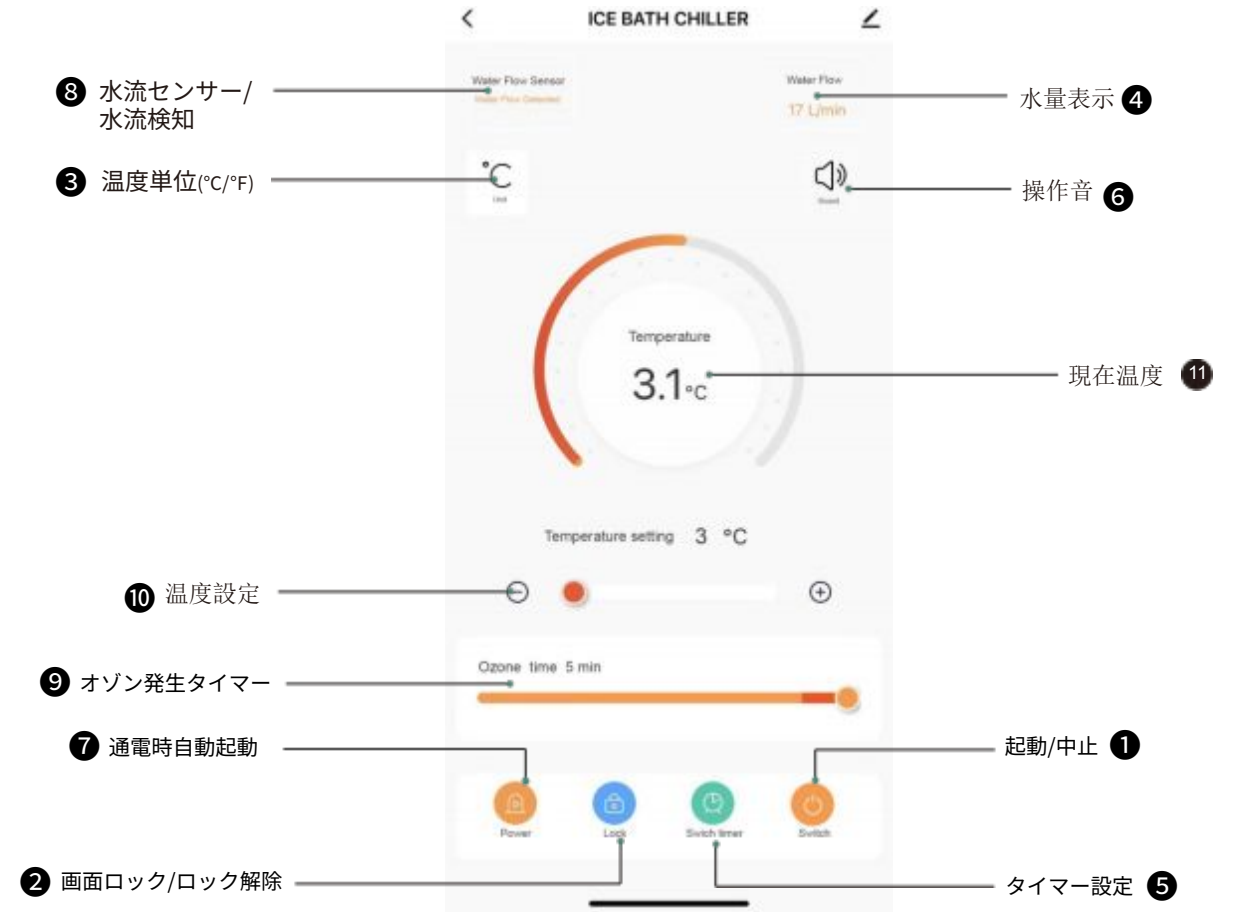 ICE BATH CHILLER
❽ 水流センサー/
水流検知
Water Flow Sensor
Water Flow Detected
Water Flow
17 L/min
水量表示 ❹
❸ 温度単位(℃/°F)
℃
Unit
Sound
操作音 ❻
Temperature
3.1℃
現在温度 ⓫
Temperature setting 3 ℃
❿ 温度設定
❾ オゾン発生タイマー
Ozone time 5 min
❼ 通電時自動起動
起動/中止 ❶
Power
Lock
Swich timer
Switch
❷ 画面ロック/ロック解除
タイマー設定 ❺